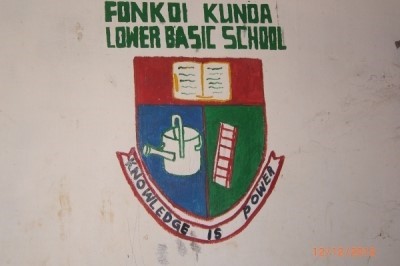 FONKOI KUNDA
LOWER BASIC SCHOOL
KNOWLEDGE IS POWER